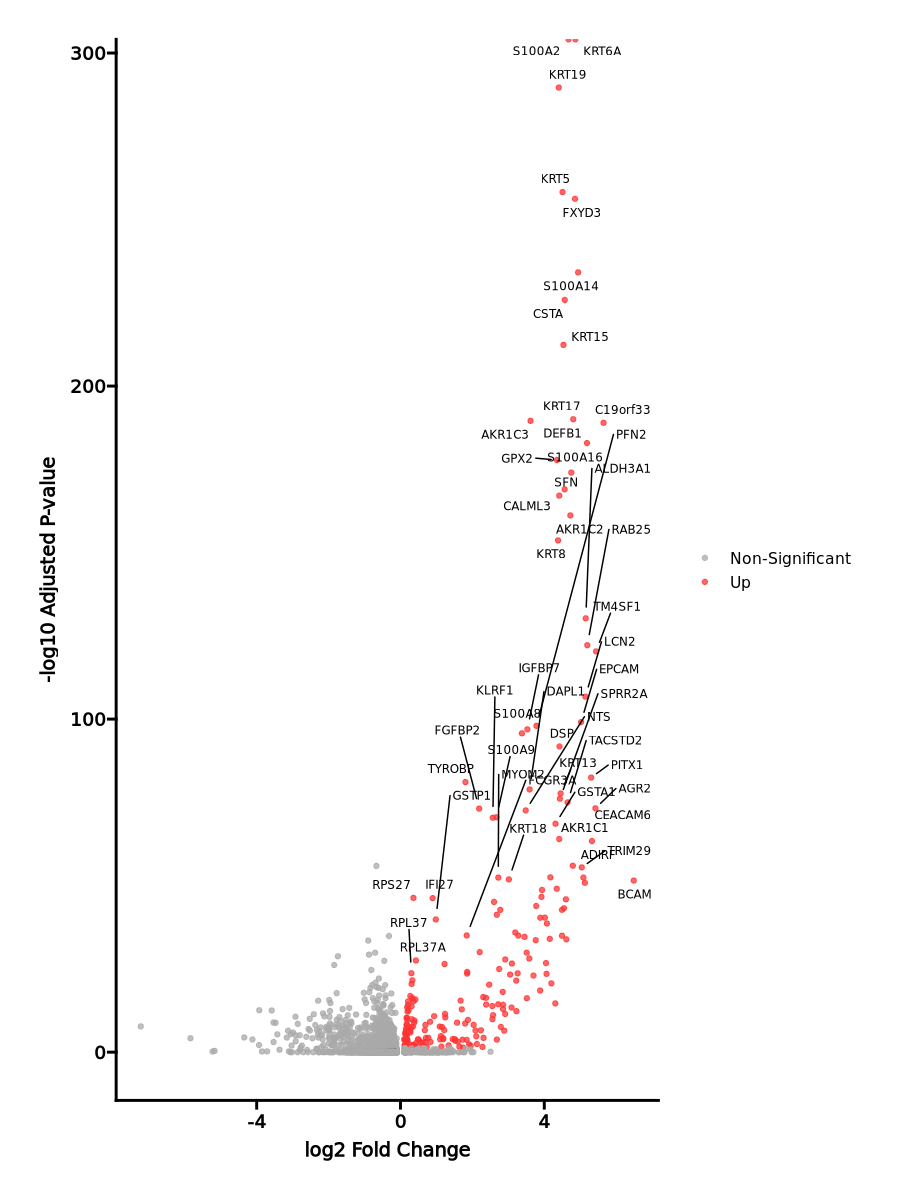 300
S100A2
KRT6A
KRT19
KRT5
FXYD3
S100A14
CSTA
KRT15
200
KRT17
C19orf33
AKR1C3
DEFB1
PFN2
GPX2
S100A16
ALDH3A1
SFN
CALML3
AKR1C2
RAB25
KRT8
-log10 Adjusted P-value
Non-Significant
Up
TM4SF1
LCN2
IGFBP7
EPCAM
KLRF1
DAPL1
SPRR2A
100
S100A8
NTS
FGFBP2
DSP
TACSTD2
S100A9
TYROBP
MYOM2
KRT13
PITX1
FCGR3A
GSTP1
GSTA1
AGR2
CEACAM6
KRT18
AKR1C1
ADIRF
TRIM29
RPS27
IFI27
BCAM
RPL37
RPL37A
0
-4
0
4
log2 Fold Change